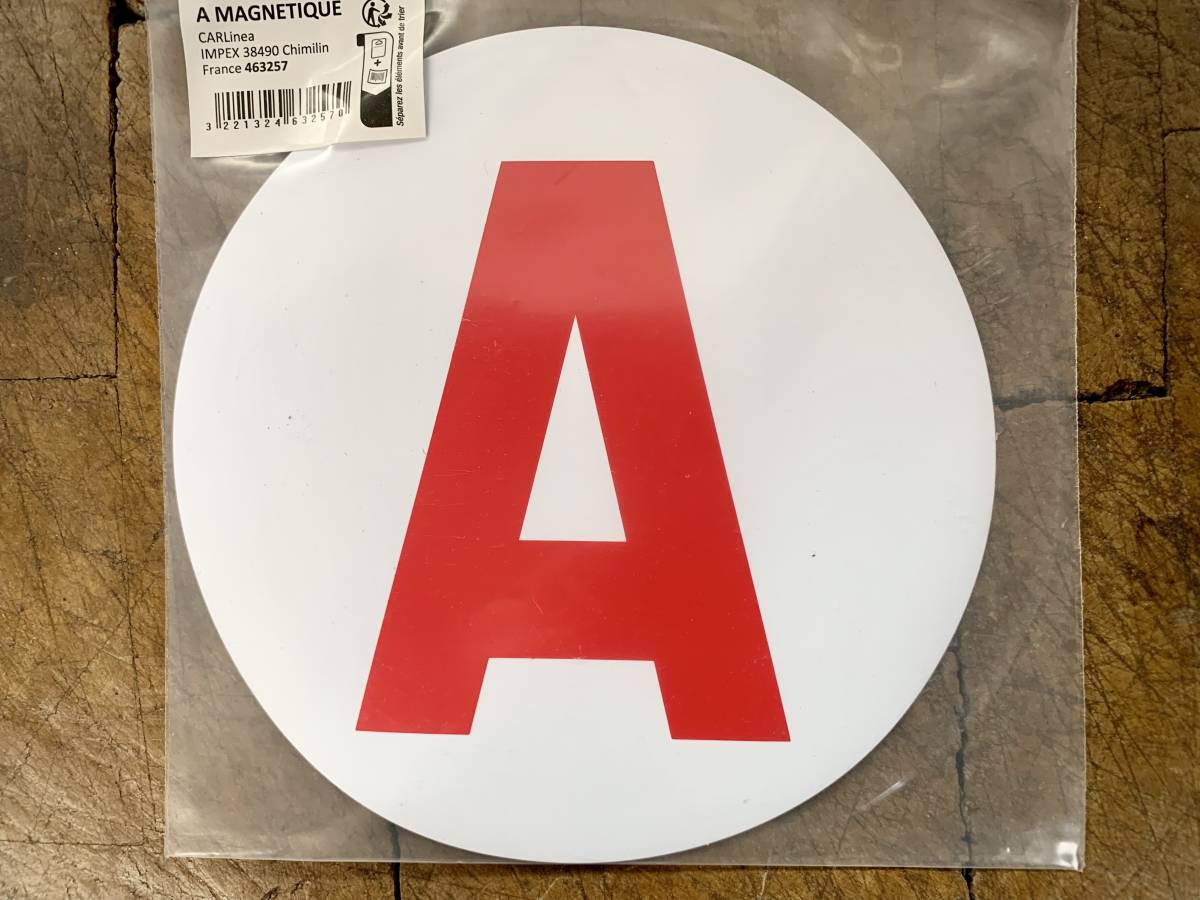 A MAGNETIQUE
CARLinea
IMPEX 38490 Chimilin
France 463257
3 221324 632570
+
Séparez les éléments avant de trier
A